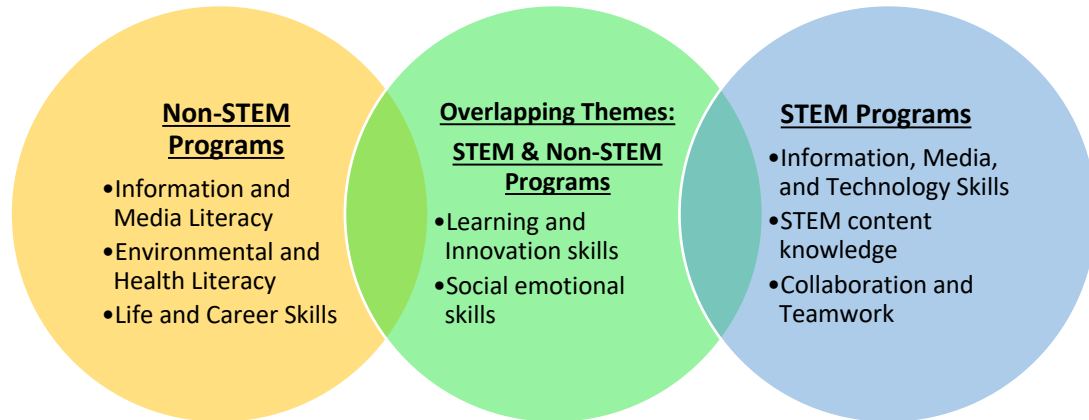 Non-STEM
Programs
•Information and
Media Literacy
•Environmental and
Health Literacy
•Life and Career Skills
Overlapping Themes:
STEM & Non-STEM
Programs
•Learning and
Innovation skills
•Social emotional
skills
STEM Programs
•Information, Media,
and Technology Skills
•STEM content
knowledge
•Collaboration and
Teamwork